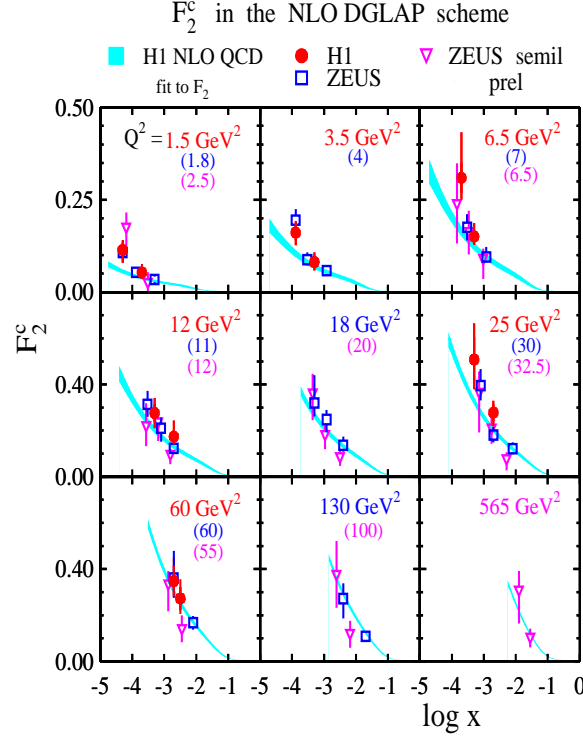 F₂ᶜ in the NLO DGLAP scheme
H1 NLO QCD
fit to F₂
H1
ZEUS
ZEUS semil
prel
0.50
0.25
0.00
Q² = 1.5 GeV²
(1.8)
(2.5)
3.5 GeV²
(4)
6.5 GeV²
(7)
(6.5)
F₂ᶜ
0.40
0.00
12 GeV²
(11)
(12)
18 GeV²
(20)
25 GeV²
(30)
(32.5)
0.40
0.00
60 GeV²
(60)
(55)
130 GeV²
(100)
565 GeV²
-5 -4 -3 -2 -1 -5 -4 -3 -2 -1 -5 -4 -3 -2 -1 0
log x